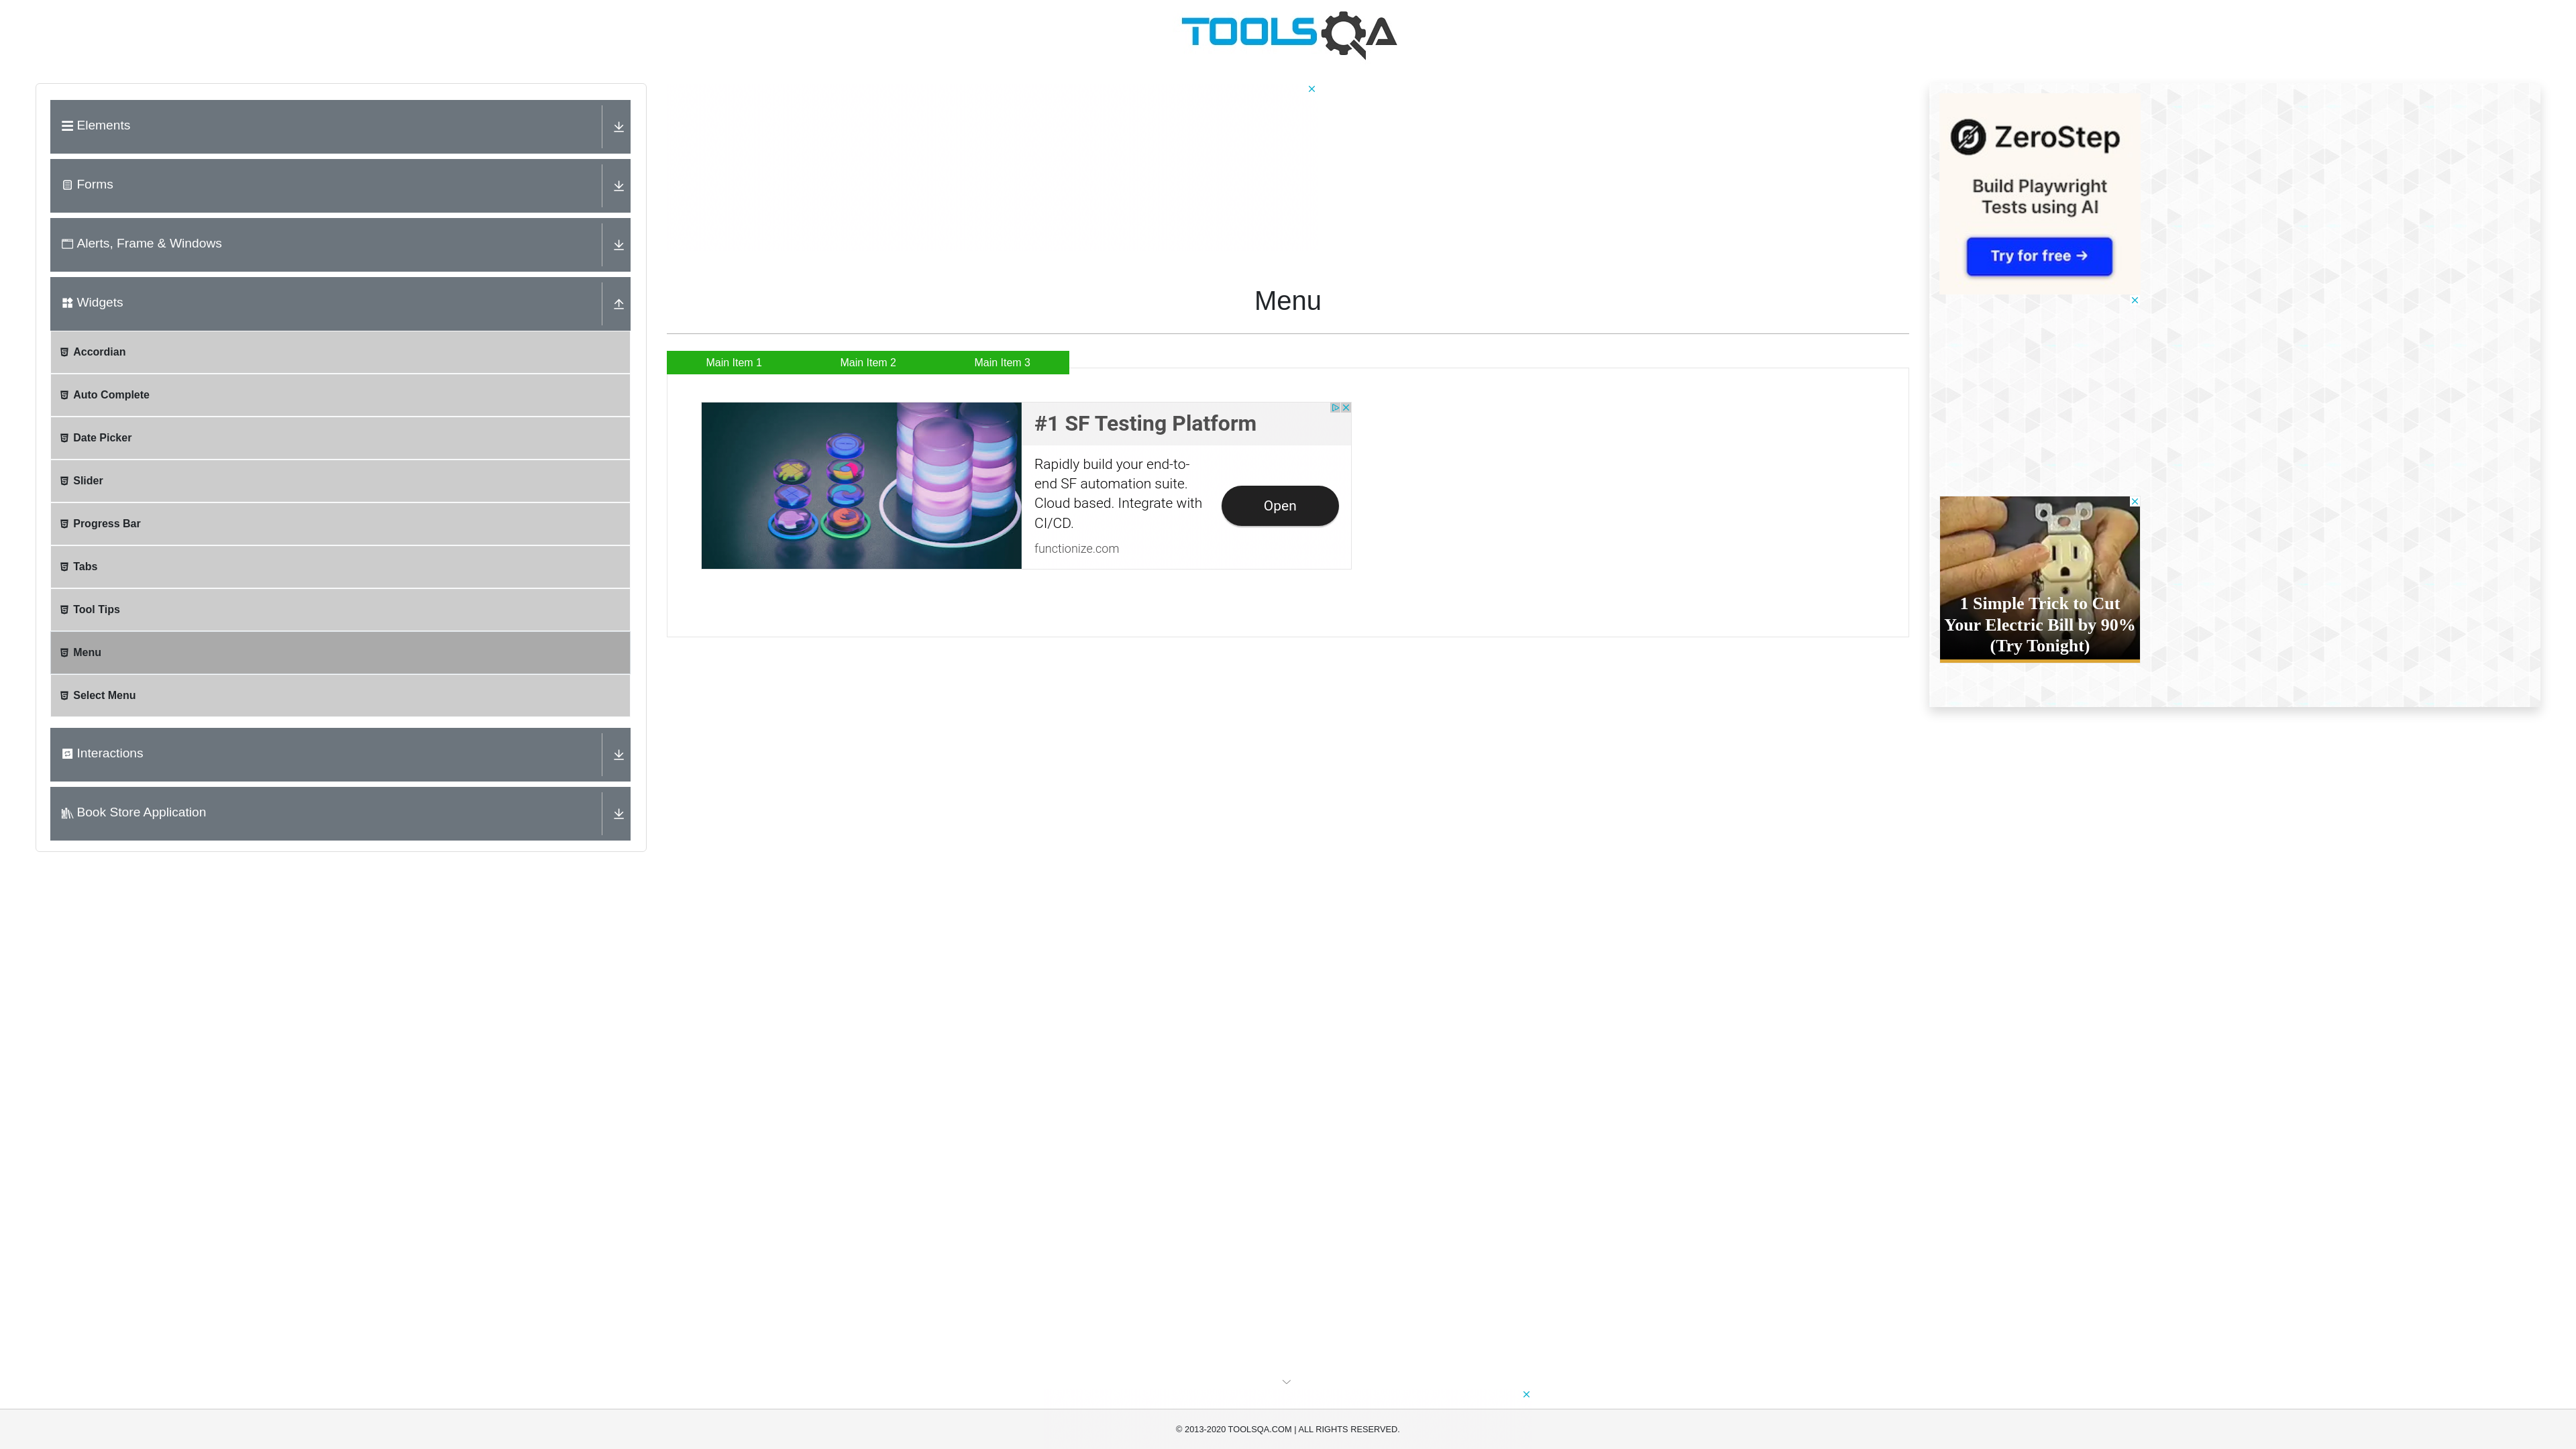 TOOLSQA
Elements
Forms
Alerts, Frame & Windows
Widgets
Accordian
Auto Complete
Date Picker
Slider
Progress Bar
Tabs
Tool Tips
Menu
Select Menu
Interactions
Book Store Application
Menu
Main Item 1
Main Item 2
Main Item 3
#1 SF Testing Platform
Rapidly build your end-to-
end SF automation suite.
Cloud based. Integrate with
CI/CD.
functionize.com
Open
ZeroStep
Build Playwright
Tests using AI
Try for free →
1 Simple Trick to Cut
Your Electric Bill by 90%
(Try Tonight)
© 2013-2020 TOOLSQA.COM | ALL RIGHTS RESERVED.